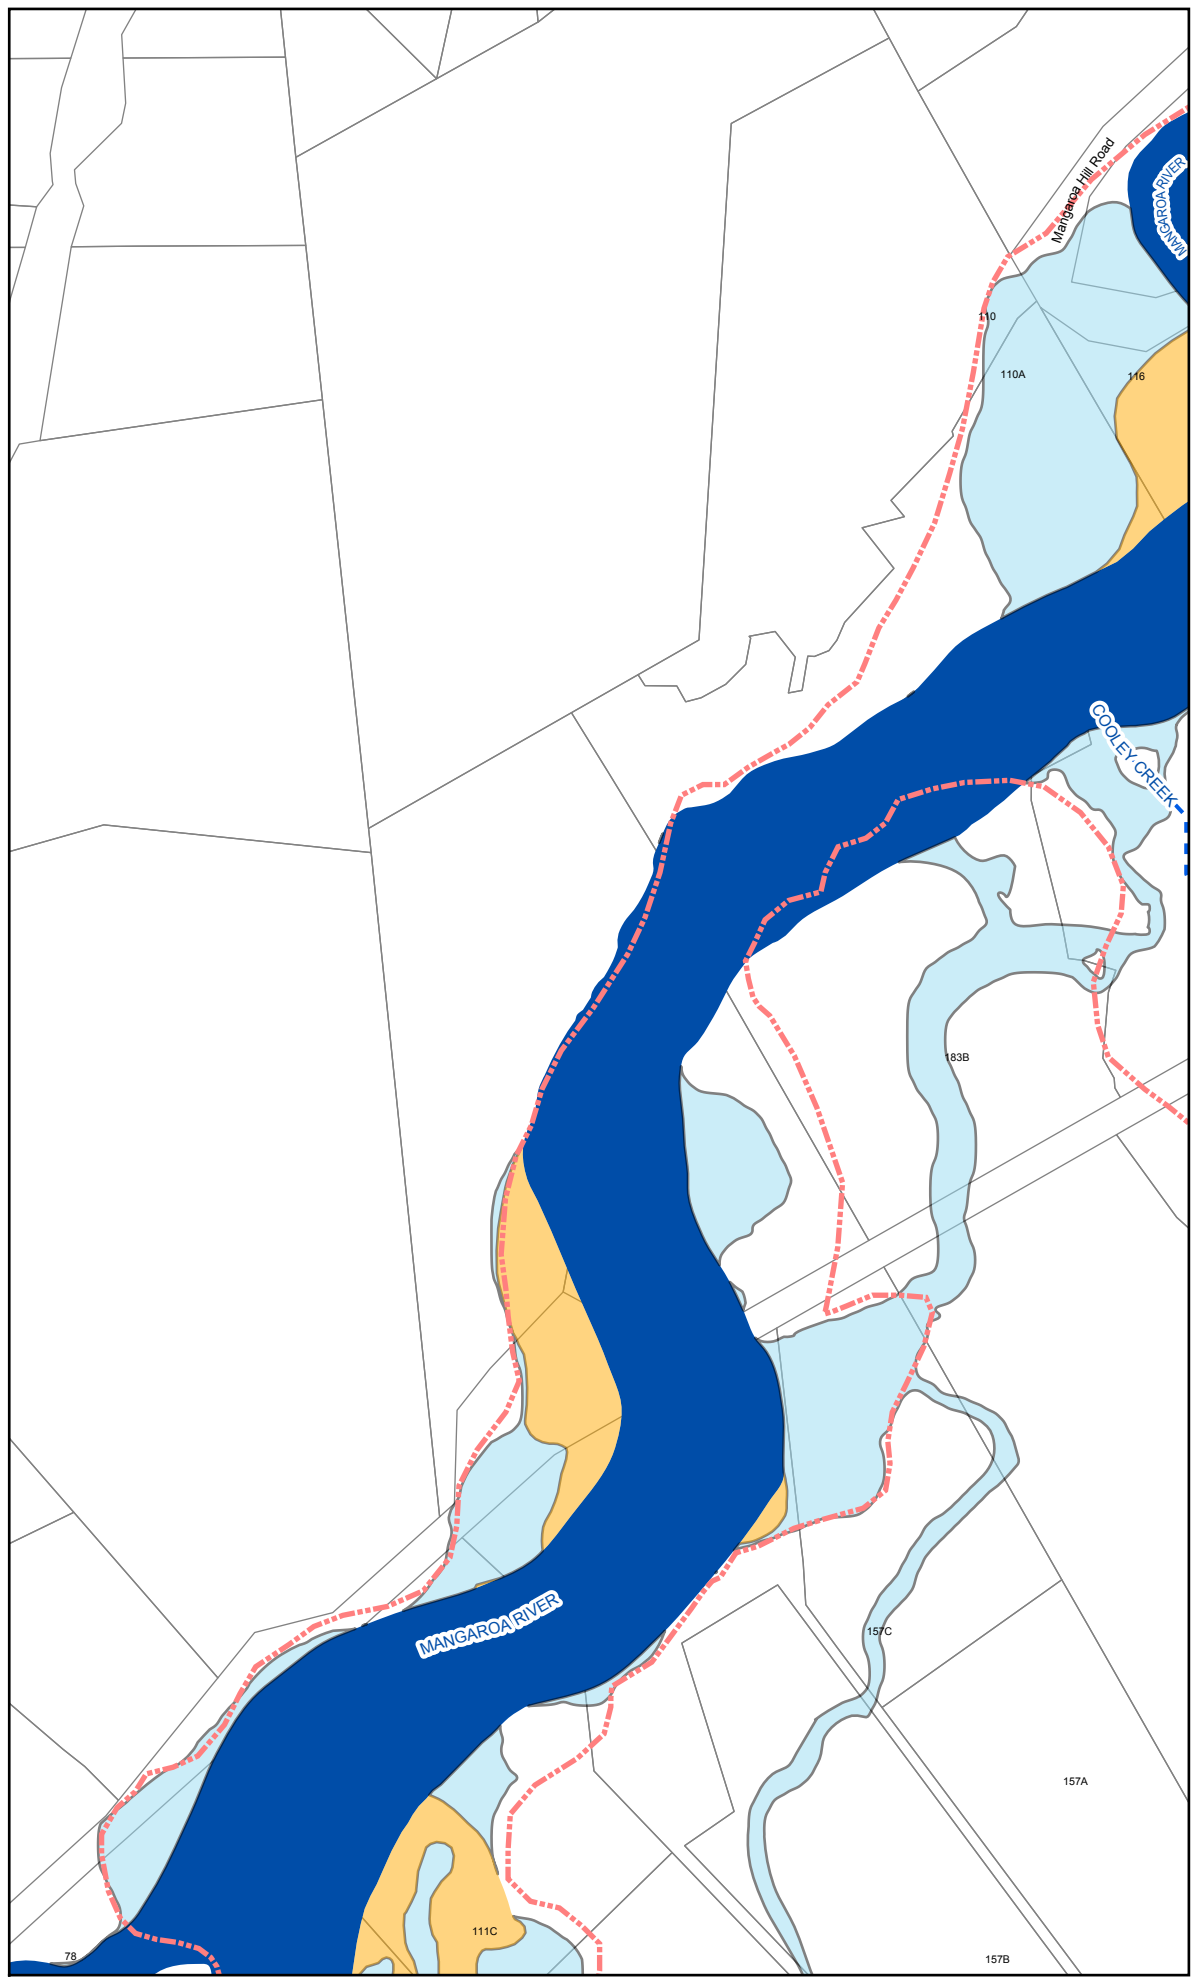 Mangaroa Hill Road
MANGAROA RIVER
110
110A
116
COOLEY CREEK
183B
MANGAROA RIVER
157C
157A
111C
78
157B